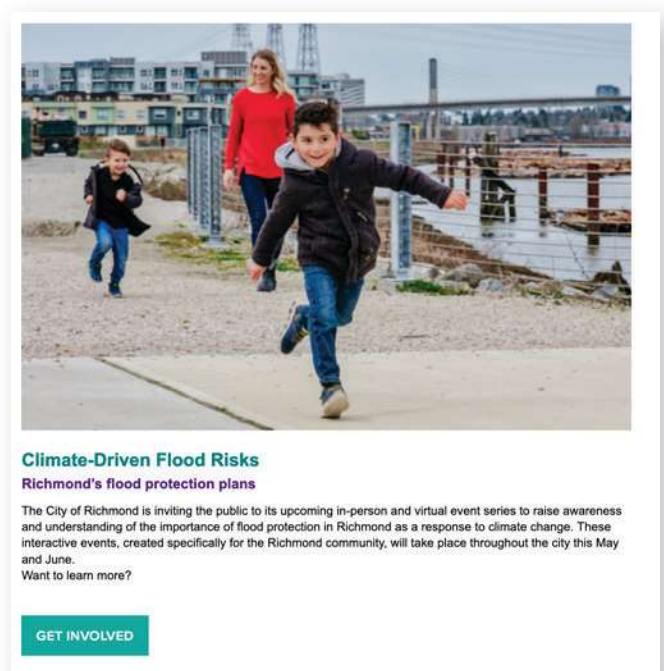 Climate-Driven Flood Risks
Richmond's flood protection plans
The City of Richmond is inviting the public to its upcoming in-person and virtual event series to raise awareness
and understanding of the importance of flood protection in Richmond as a response to climate change. These
interactive events, created specifically for the Richmond community, will take place throughout the city this May
and June.
Want to learn more?
GET INVOLVED